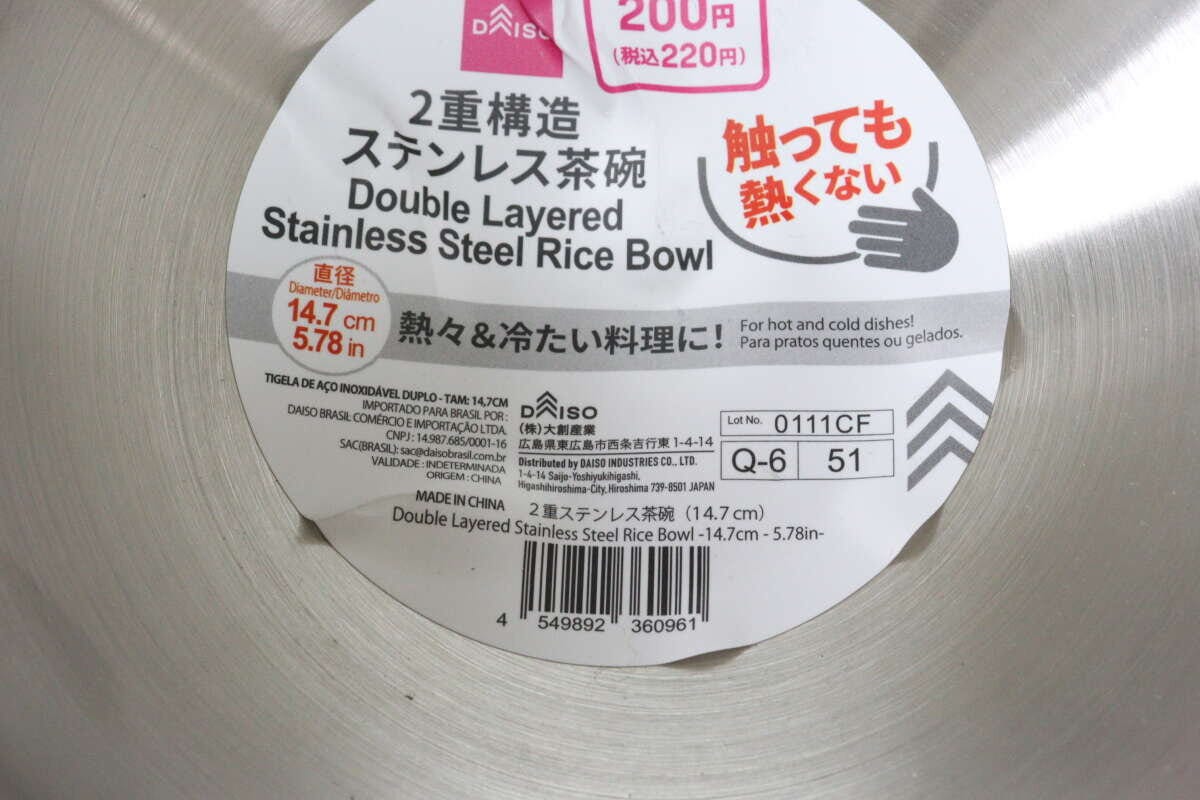 DAISO
200円
(税込220円)
2重構造
ステンレス茶碗
Double Layered
Stainless Steel Rice Bowl
触っても
熱くない
直径
Diameter/Diâmetro
14.7 cm
5.78 in
熱々&冷たい料理に!
For hot and cold dishes!
Para pratos quentes ou gelados.
TIGELA DE AÇO INOXIDÁVEL DUPLO - TAM: 14,7CM
IMPORTADO PARA BRASIL POR :
DAISO BRASIL COMÉRCIO E IMPORTAÇÃO LTDA.
CNPJ : 14.987.685/0001-16
SAC(BRASIL): sac@daisobrasil.com.br
VALIDADE : INDETERMINADA
ORIGEM : CHINA
MADE IN CHINA
DAISO
(株)大創産業
広島県東広島市西条吉行東 1-4-14
Distributed by DAISO INDUSTRIES CO., LTD.
1-4-14 Saijo-Yoshiyukihigashi,
Higashihiroshima-City, Hiroshima 739-8501 JAPAN
Lot No. 0111CF
Q-6 51
2重ステンレス茶碗(14.7cm)
Double Layered Stainless Steel Rice Bowl -14.7cm - 5.78in-
4 549892 360961